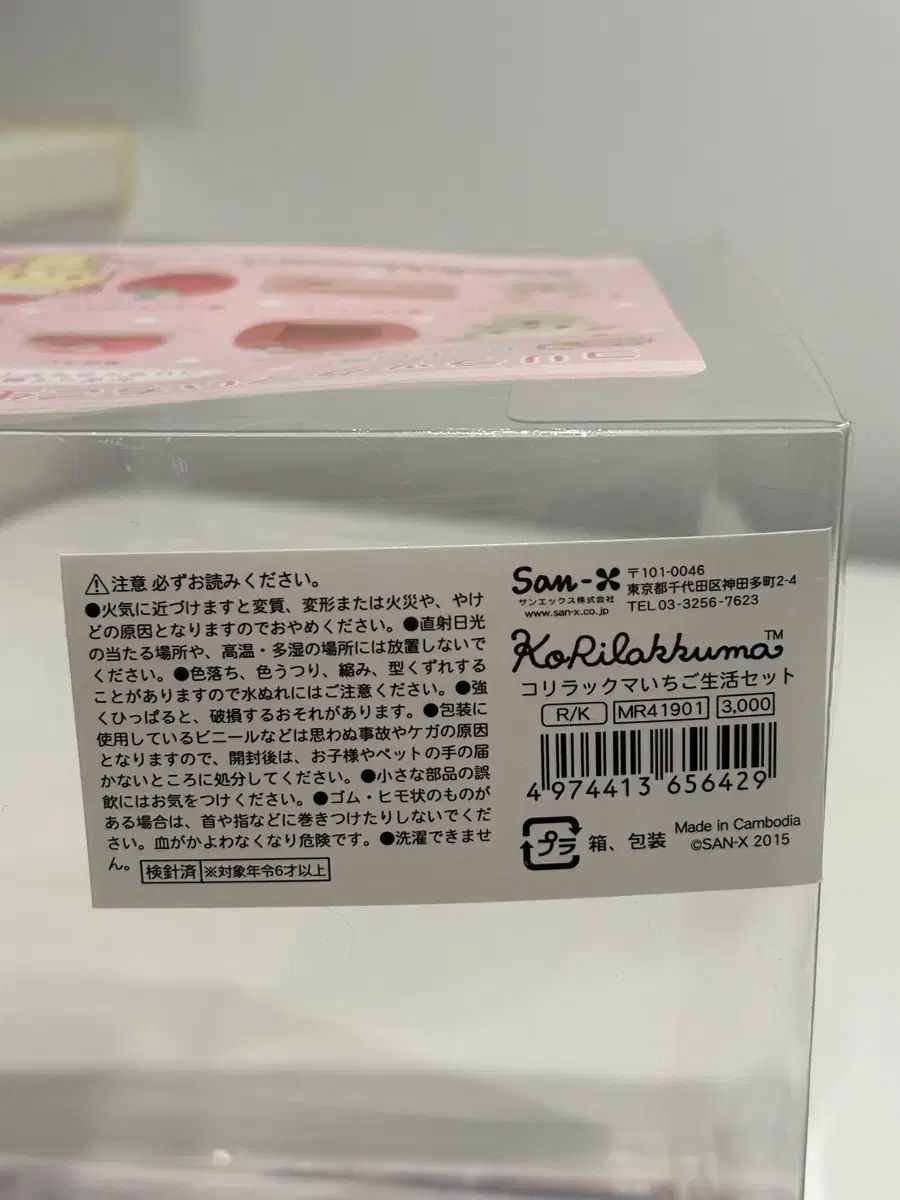 ⚠注意 必ずお読みください。
●火気に近づけますと変質、変形または火災や、やけ
どの原因となりますのでおやめください。●直射日光
の当たる場所や、高温・多湿の場所には放置しないで
ください。●色落ち、色うつり、縮み、型くずれする
ことがありますので水ぬれにはご注意ください。●強
くひっぱると、破損するおそれがあります。●包装に
使用しているビニールなどは思わぬ事故やケガの原因
となりますので、開封後は、お子様やペットの手の届
かないところに処分してください。●小さな部品の誤
飲にはお気をつけください。●ゴム・ヒモ状のものが
ある場合は、首や指などに巻きつけたりしないでくだ
さい。血がかよわなくなり危険です。●洗濯できませ
ん。 検針済 ※対象年令6才以上
San-X
サンエックス株式会社
www.san-x.co.jp
〒101-0046
東京都千代田区神田多町2-4
TEL 03-3256-7623
KoRilakkuma™
コリラックマいちご生活セット
R/K MR41901 3,000
4 974413 656429
プラ 箱、包装
Made in Cambodia
©SAN-X 2015